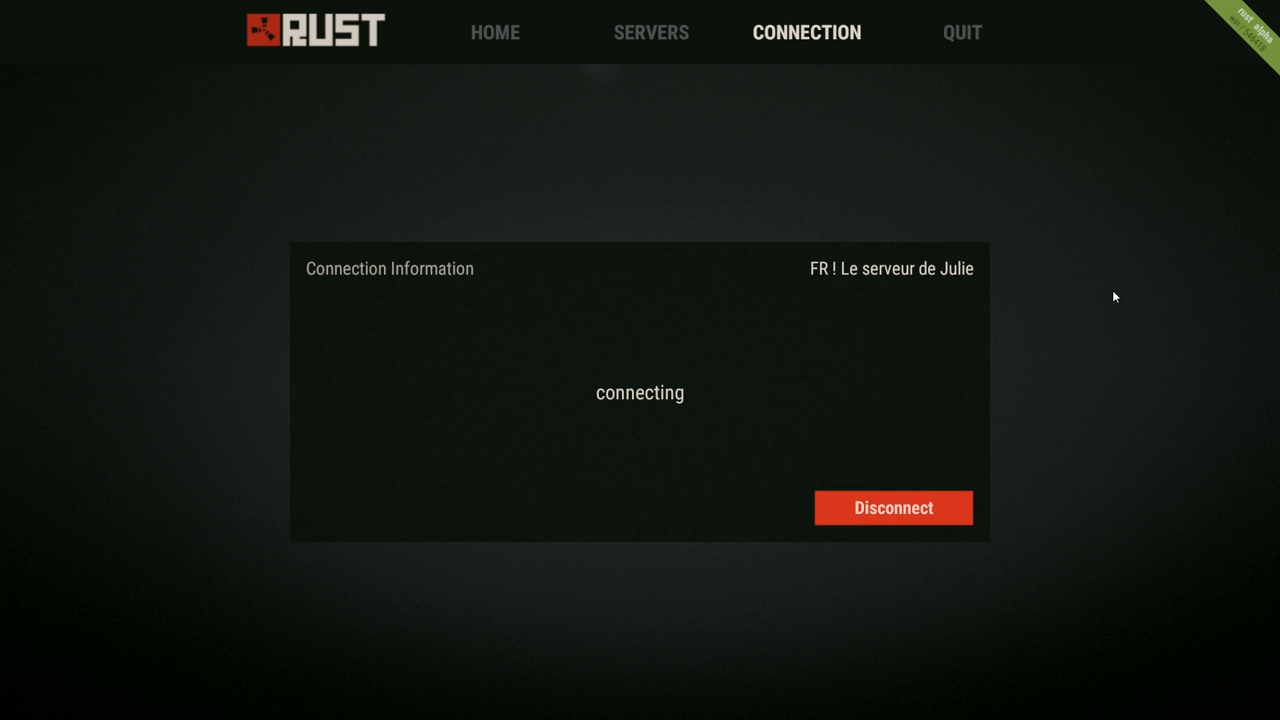 RUST
HOME
SERVERS
CONNECTION
QUIT
rust alpha
Connection Information
FR ! Le serveur de Julie
connecting
Disconnect